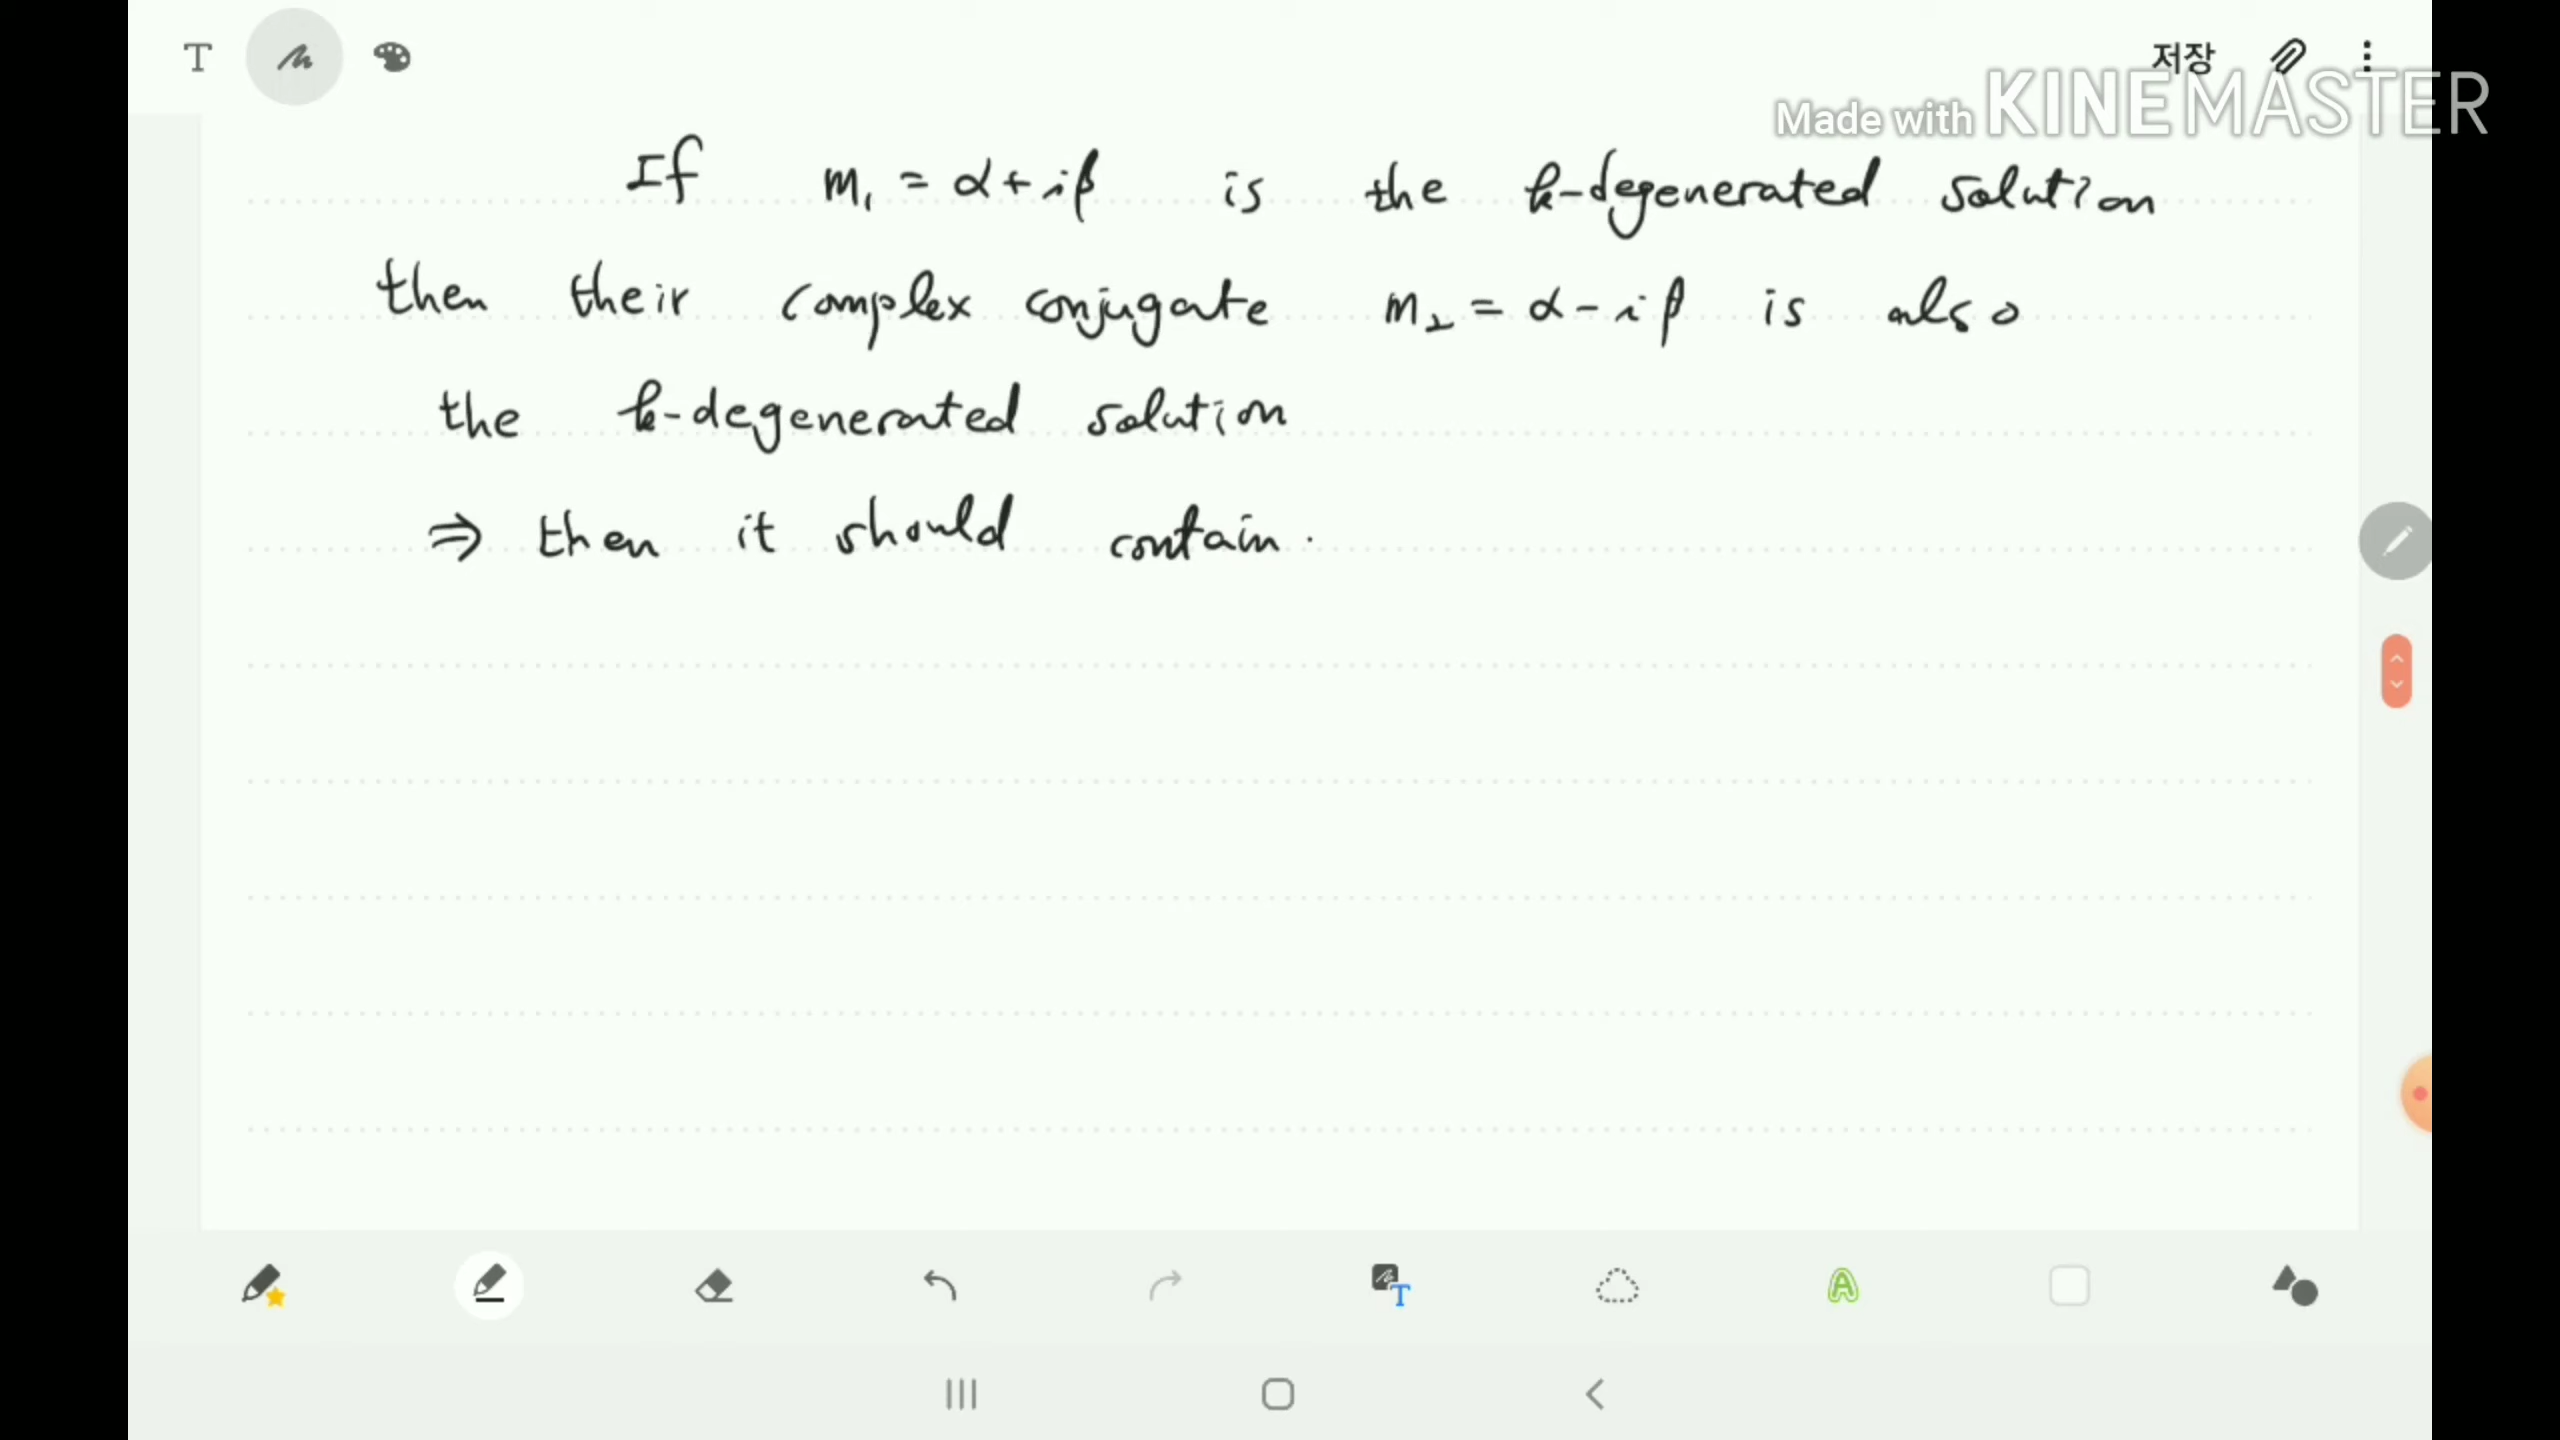 T
저장
Made with KINEMASTER
If m₁ = α + iβ is the k-degenerated solution
then their complex conjugate m₂ = α - iβ is also
the k-degenerated solution
⇒ then it should contain.
T
A